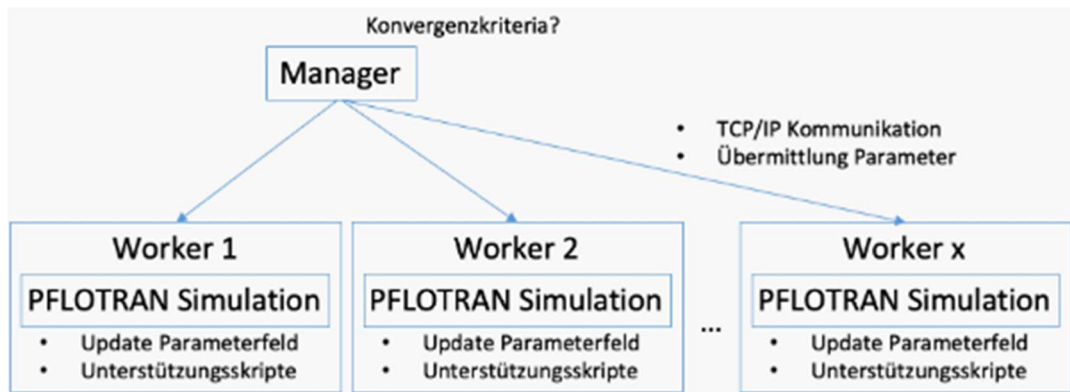 Konvergenzkriteria?
Manager
• TCP/IP Kommunikation
• Übermittlung Parameter
Worker 1
PFLOTRAN Simulation
• Update Parameterfeld
• Unterstützungsskripte
Worker 2
PFLOTRAN Simulation
• Update Parameterfeld
• Unterstützungsskripte
...
Worker x
PFLOTRAN Simulation
• Update Parameterfeld
• Unterstützungsskripte